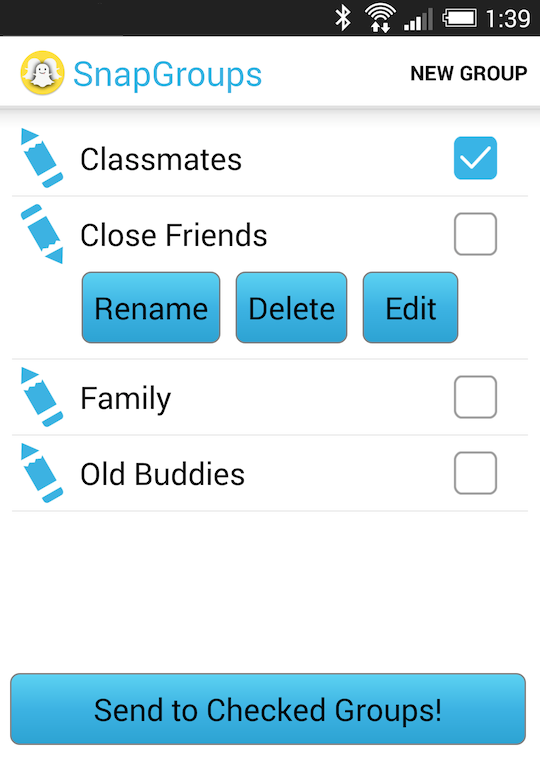 1:39
SnapGroups NEW GROUP
Classmates
Close Friends
Rename Delete Edit
Family
Old Buddies
Send to Checked Groups!